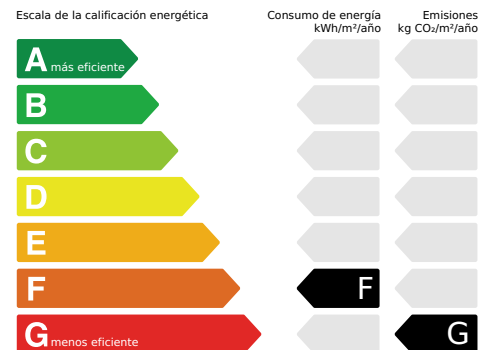 Escala de la calificación energética
Consumo de energía
kWh/m²/año
Emisiones
kg CO₂/m²/año
A más eficiente
B
C
D
E
F F
G menos eficiente G